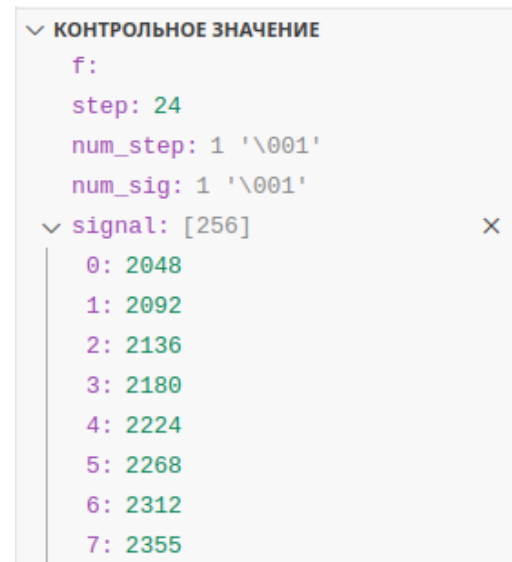 КОНТРОЛЬНОЕ ЗНАЧЕНИЕ
f:
step: 24
num_step: 1 '\001'
num_sig: 1 '\001'
signal: [256]
0: 2048
1: 2092
2: 2136
3: 2180
4: 2224
5: 2268
6: 2312
7: 2355